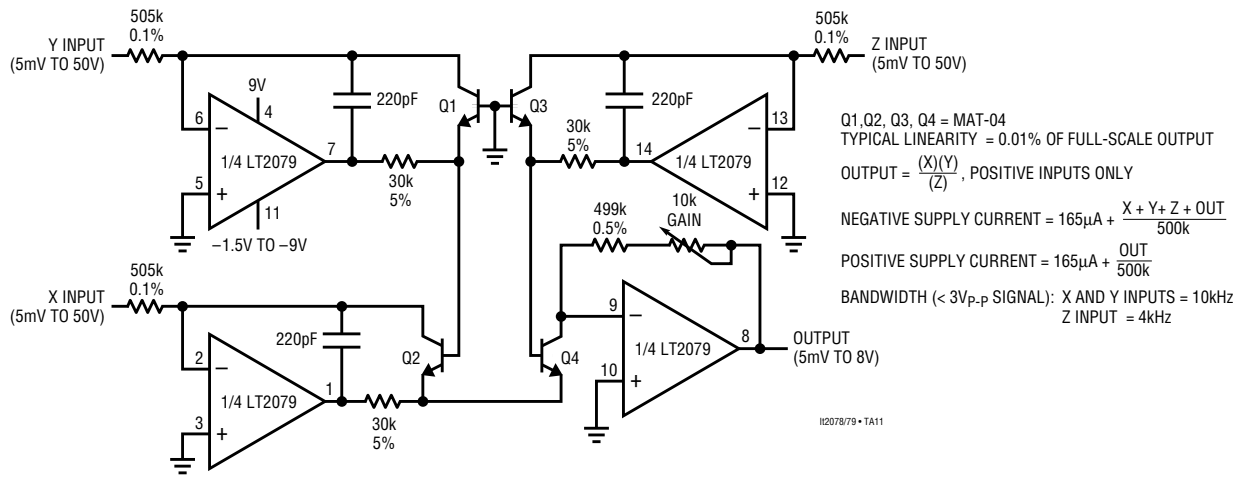 505k
0.1%
Y INPUT
(5mV TO 50V)
9V
4
6
−
1/4 LT2079
7
5
+
11
−1.5V TO −9V
220pF
30k
5%
Q1
Q3
220pF
30k
5%
14
505k
0.1%
Z INPUT
(5mV TO 50V)
13
−
1/4 LT2079
12
+
505k
0.1%
X INPUT
(5mV TO 50V)
2
−
1/4 LT2079
1
3
+
220pF
30k
5%
Q2
Q4
499k
0.5%
10k
GAIN
9
−
1/4 LT2079
8
10
+
OUTPUT
(5mV TO 8V)
Q1,Q2, Q3, Q4 = MAT-04
TYPICAL LINEARITY = 0.01% OF FULL-SCALE OUTPUT
OUTPUT = (X)(Y)/(Z), POSITIVE INPUTS ONLY
NEGATIVE SUPPLY CURRENT = 165µA + X + Y+ Z + OUT/500k
POSITIVE SUPPLY CURRENT = 165µA + OUT/500k
BANDWIDTH (< 3VP-P SIGNAL): X AND Y INPUTS = 10kHz
Z INPUT = 4kHz
lt2078/79 • TA11